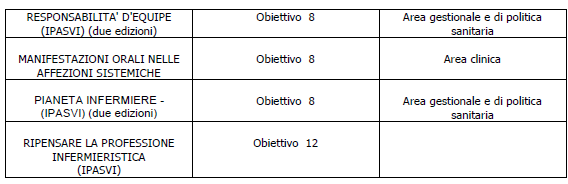 RESPONSABILITA' D'EQUIPE Obiettivo 8 Area gestionale e di politica
(IPASVI) (due edizioni) sanitaria
MANIFESTAZIONI ORALI NELLE Obiettivo 8 Area clinica
AFFEZIONI SISTEMICHE
PIANETA INFERMIERE - Obiettivo 8 Area gestionale e di politica
(IPASVI) (due edizioni) sanitaria
RIPENSARE LA PROFESSIONE Obiettivo 12
INFERMIERISTICA
(IPASVI)